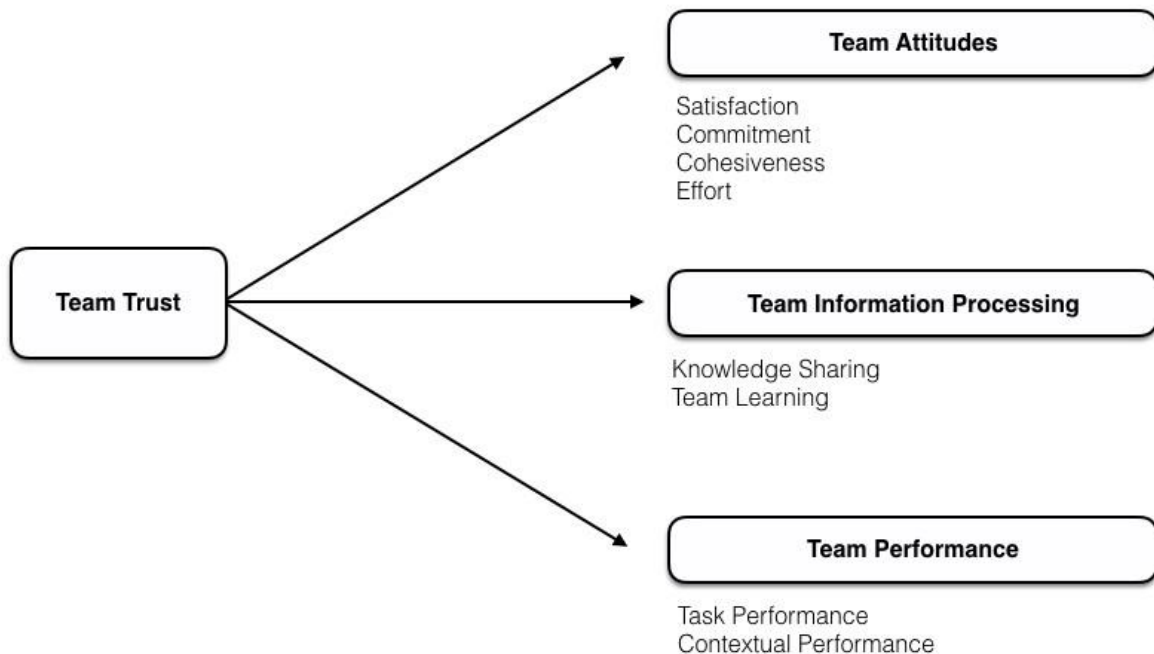 Team Attitudes
Satisfaction
Commitment
Cohesiveness
Effort
Team Trust
Team Information Processing
Knowledge Sharing
Team Learning
Team Performance
Task Performance
Contextual Performance